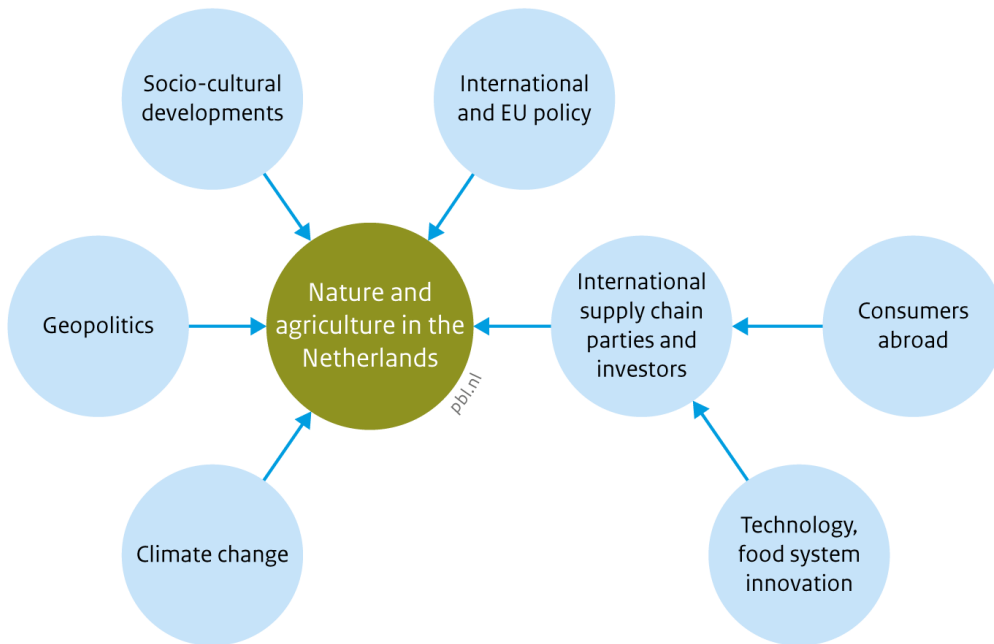 Socio-cultural
developments
International
and EU policy
Geopolitics
Nature and
agriculture in the
Netherlands
International
supply chain
parties and
investors
Consumers
abroad
pbl.nl
Climate change
Technology,
food system
innovation